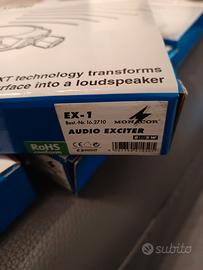 XT technology transforms
rface into a loudspeaker
EX-1
Best.-Nr. 16.2710
MONACOR
AUDIO EXCITER
RoHS
subito